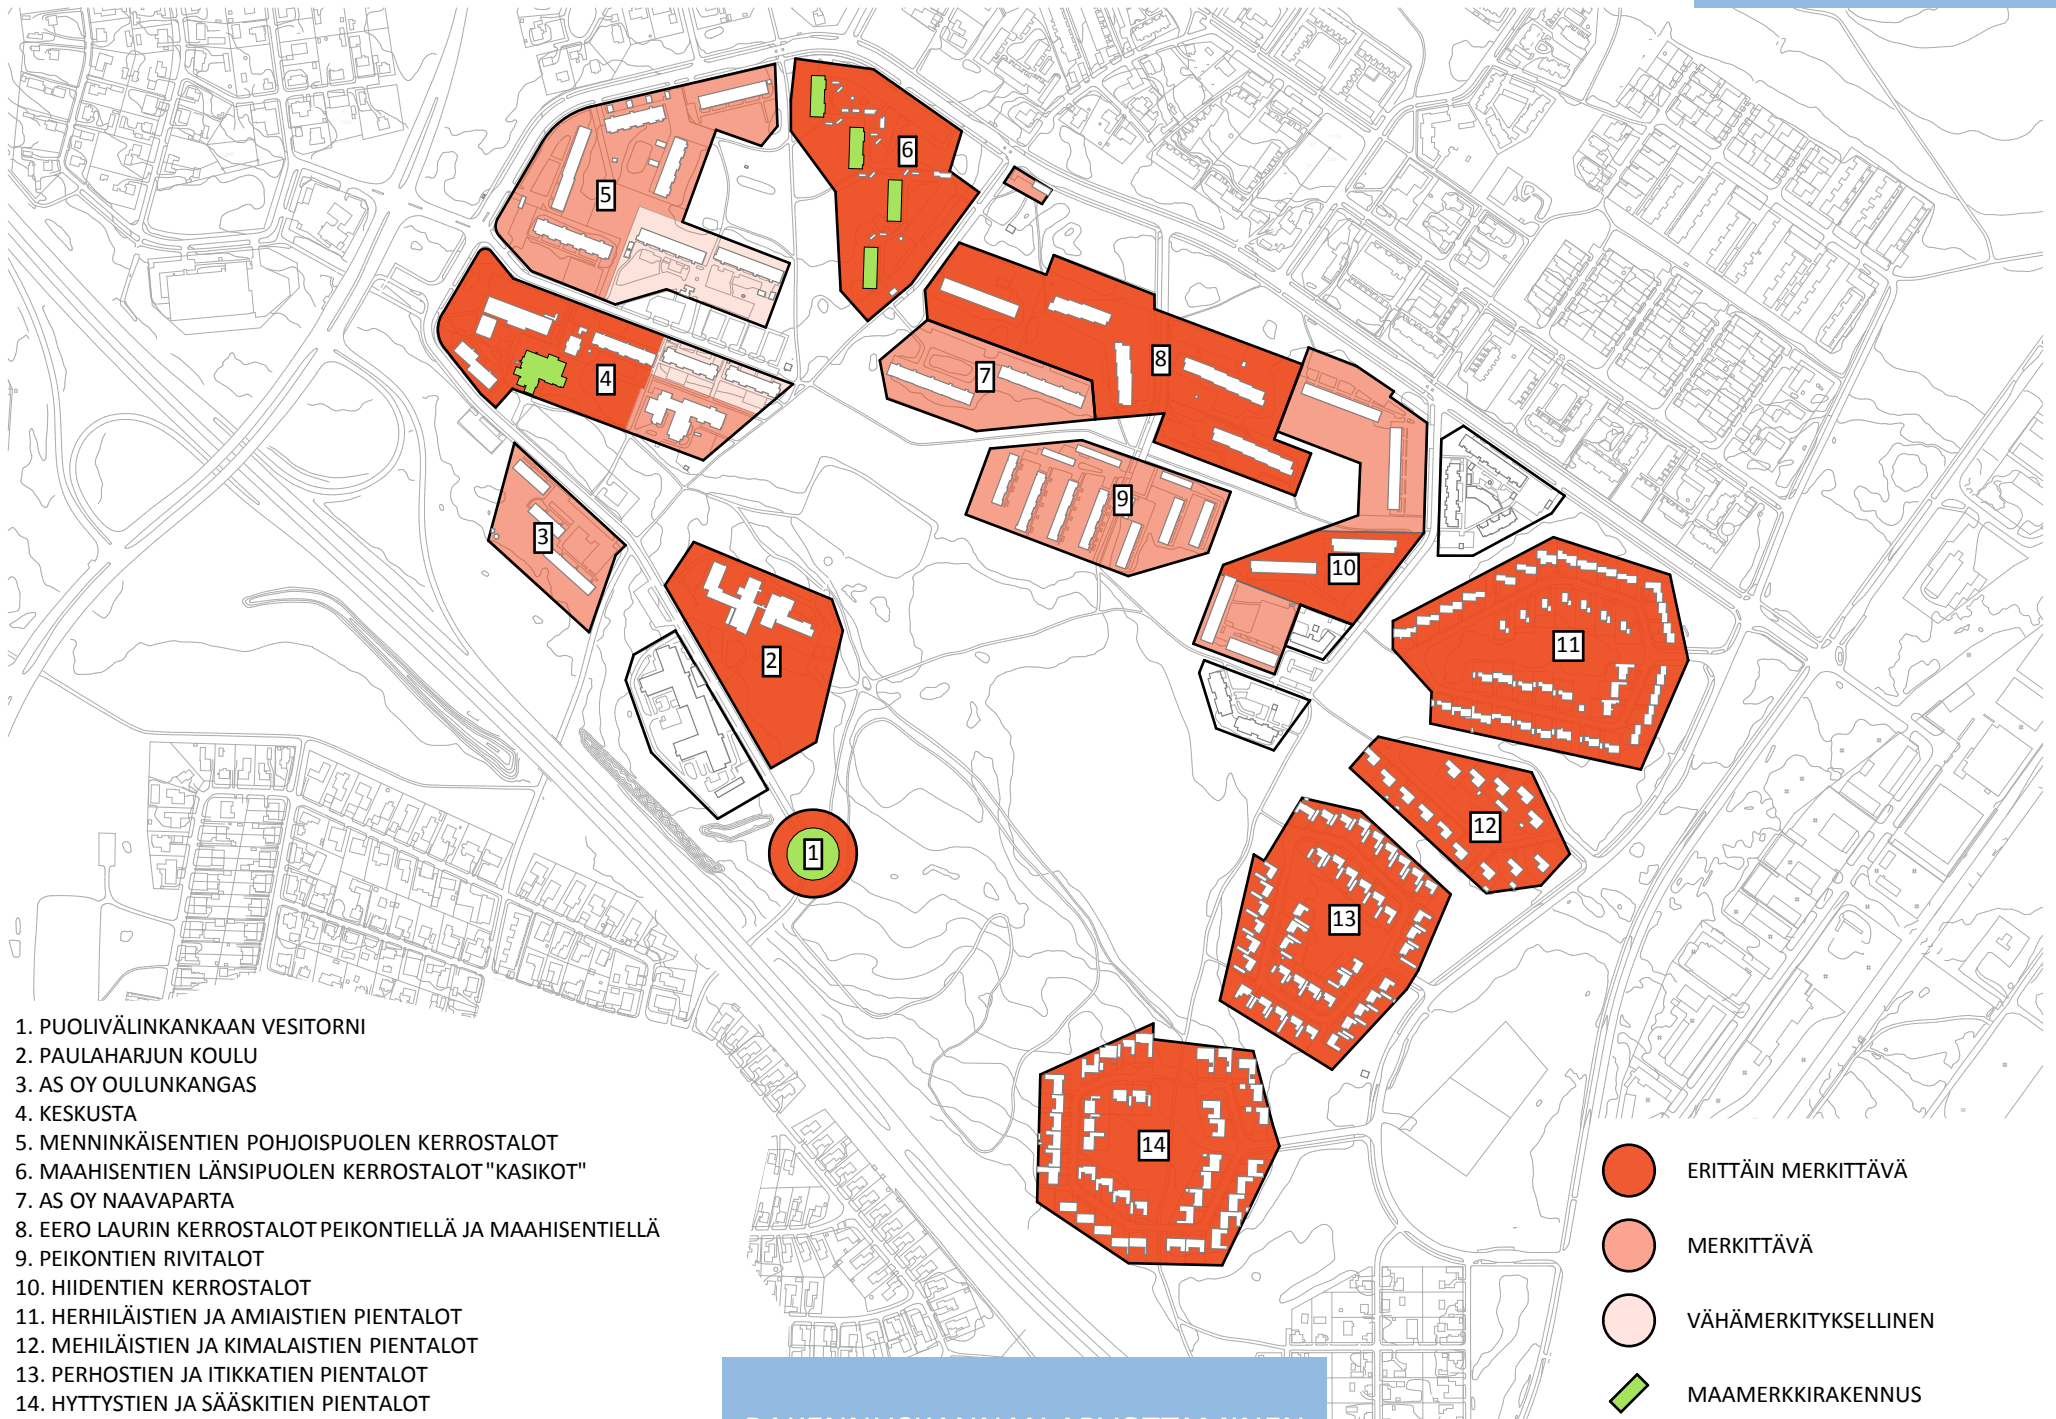 6
5
8
4
7
9
3
10
11
2
12
1
13
14
1. PUOLIVÄLINKANKAAN VESITORNI
2. PAULAHARJUN KOULU
3. AS OY OULUNKANGAS
4. KESKUSTA
5. MENNINKÄISENTIEN POHJOISPUOLEN KERROSTALOT
6. MAAHISENTIEN LÄNSIPUOLEN KERROSTALOT "KASIKOT"
7. AS OY NAAVAPARTA
8. EERO LAURIN KERROSTALOT PEIKONTIELLÄ JA MAAHISENTIELLÄ
9. PEIKONTIEN RIVITALOT
10. HIIDENTIEN KERROSTALOT
11. HERHILÄISTIEN JA AMIAISTIEN PIENTALOT
12. MEHILÄISTIEN JA KIMALAISTIEN PIENTALOT
13. PERHOSTIEN JA ITIKKATIEN PIENTALOT
14. HYTTYSTIEN JA SÄÄSKITIEN PIENTALOT
ERITTÄIN MERKITTÄVÄ
MERKITTÄVÄ
VÄHÄMERKITYKSELLINEN
MAAMERKKIRAKENNUS